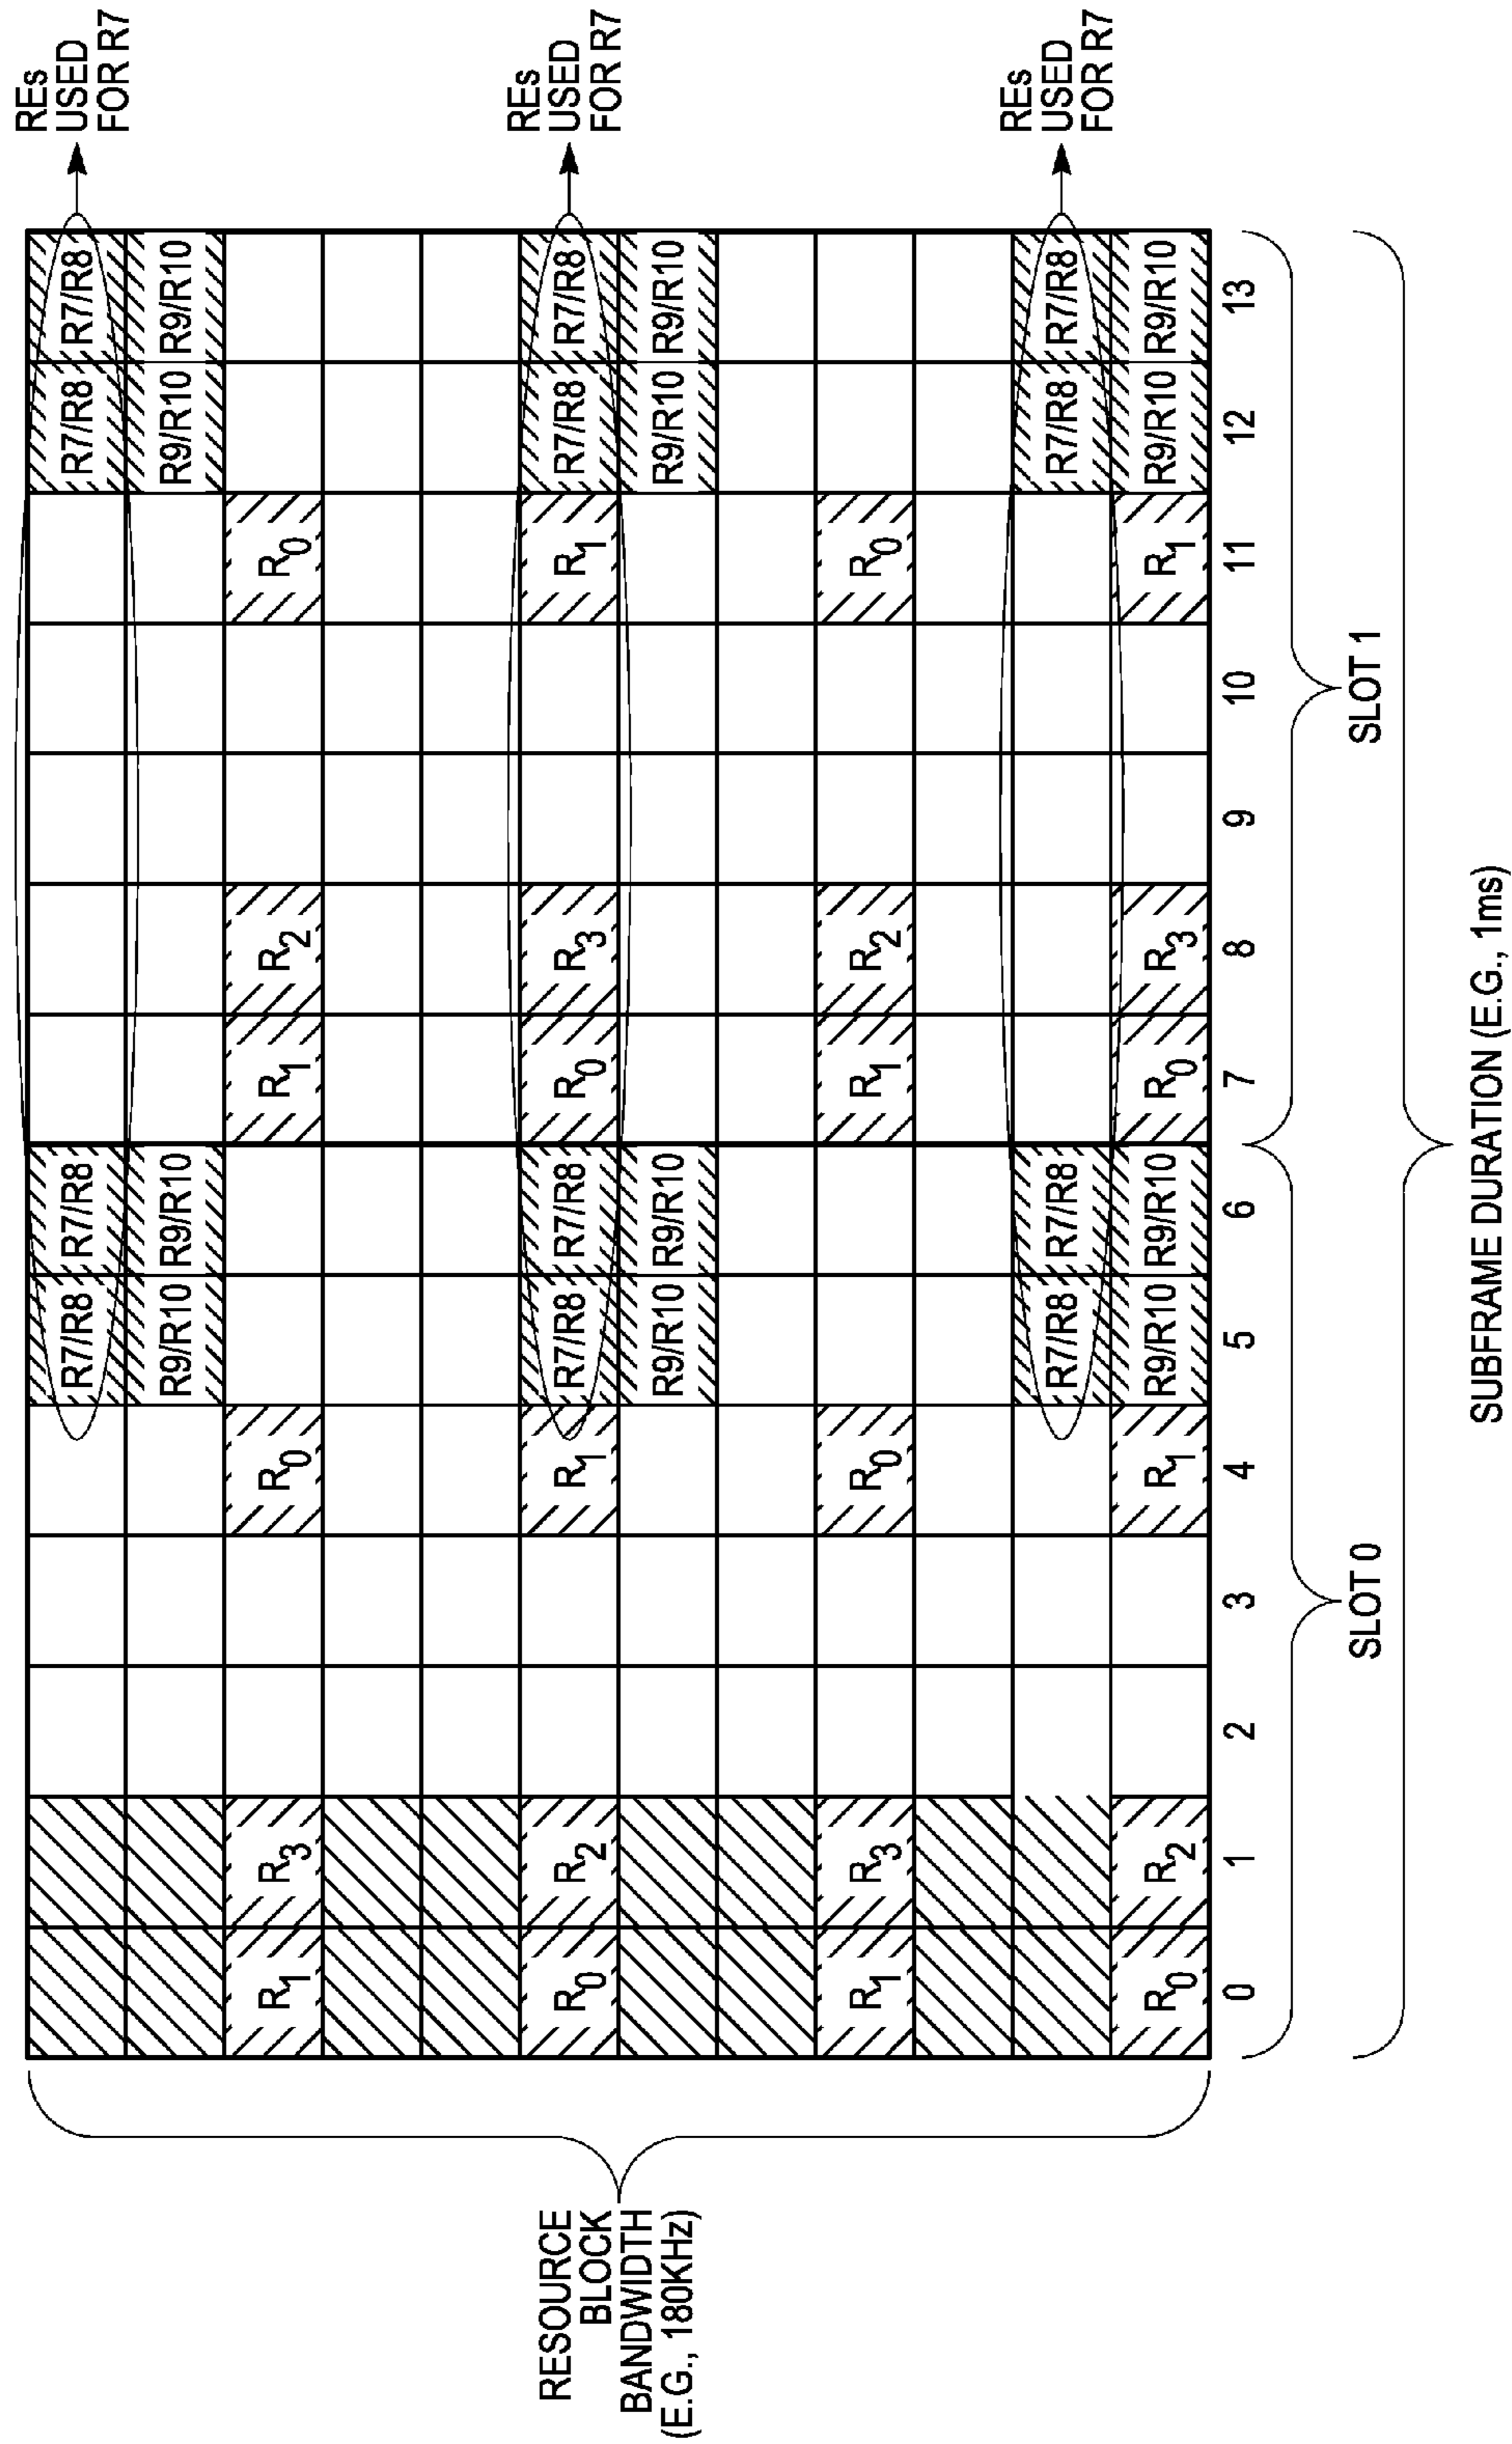 REs
USED
FOR R7
R7/R8 R7/R8 R7/R8 R7/R8
R9/R10 R9/R10 R9/R10 R9/R10
R1 R3 R0 R1 R2 R0
REs
USED
FOR R7
R0 R2 R1 R7/R8 R7/R8 R0 R3 R1 R7/R8 R7/R8
R9/R10 R9/R10 R9/R10 R9/R10
RESOURCE
BLOCK
BANDWIDTH
(E.G., 180KHz)
R1 R3 R0 R1 R2 R0
REs
USED
FOR R7
R7/R8 R7/R8 R7/R8 R7/R8
R0 R2 R1 R9/R10 R9/R10 R0 R3 R1 R9/R10 R9/R10
0 1 2 3 4 5 6 7 8 9 10 11 12 13
SLOT 0 SLOT 1
SUBFRAME DURATION (E.G., 1ms)